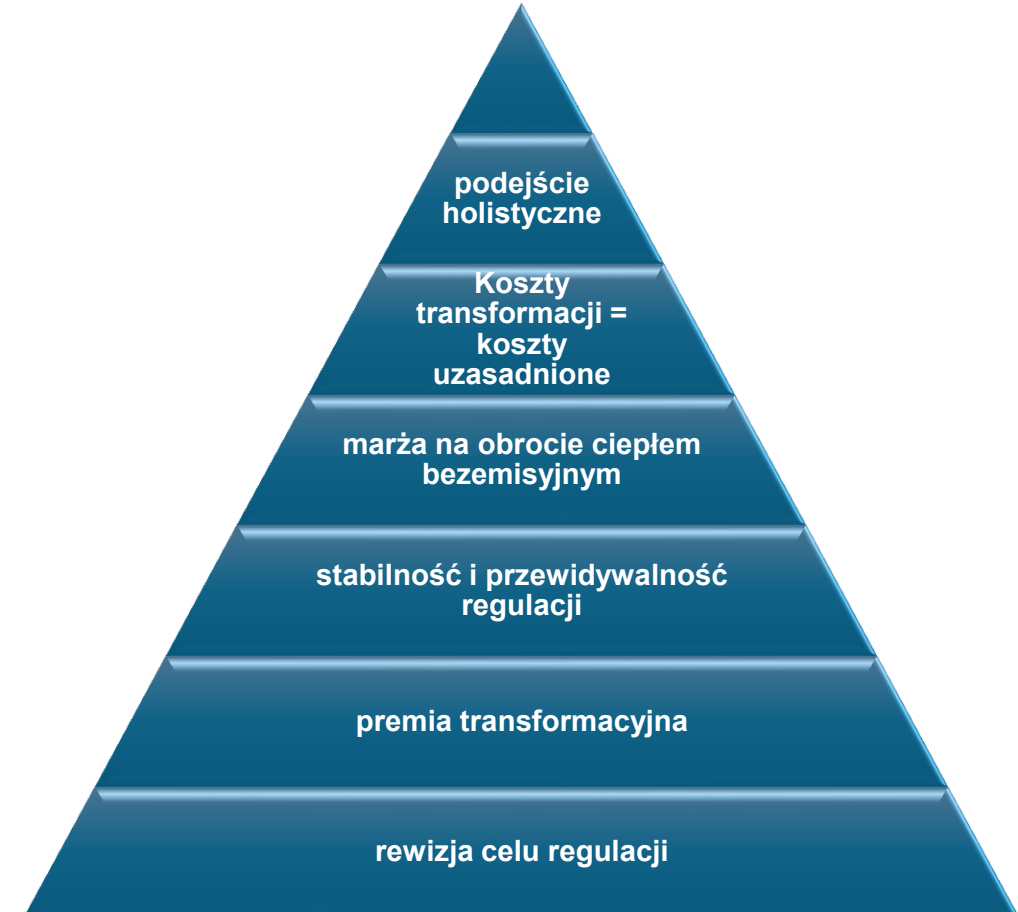 podejście
holistyczne
Koszty
transformacji =
koszty
uzasadnione
marża na obrocie ciepłem
bezemisyjnym
stabilność i przewidywalność
regulacji
premia transformacyjna
rewizja celu regulacji